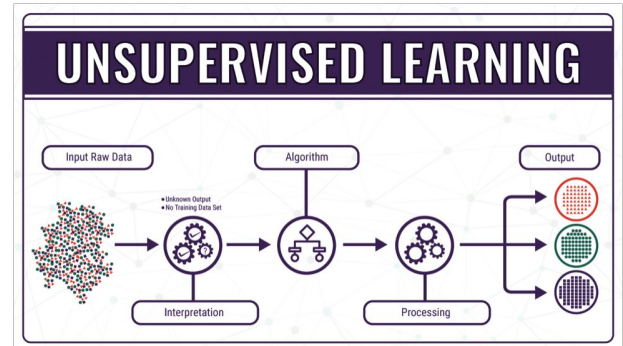 UNSUPERVISED LEARNING
Input Raw Data
Algorithm
Output
• Unknown Output
• No Training Data Set
Interpretation
Processing